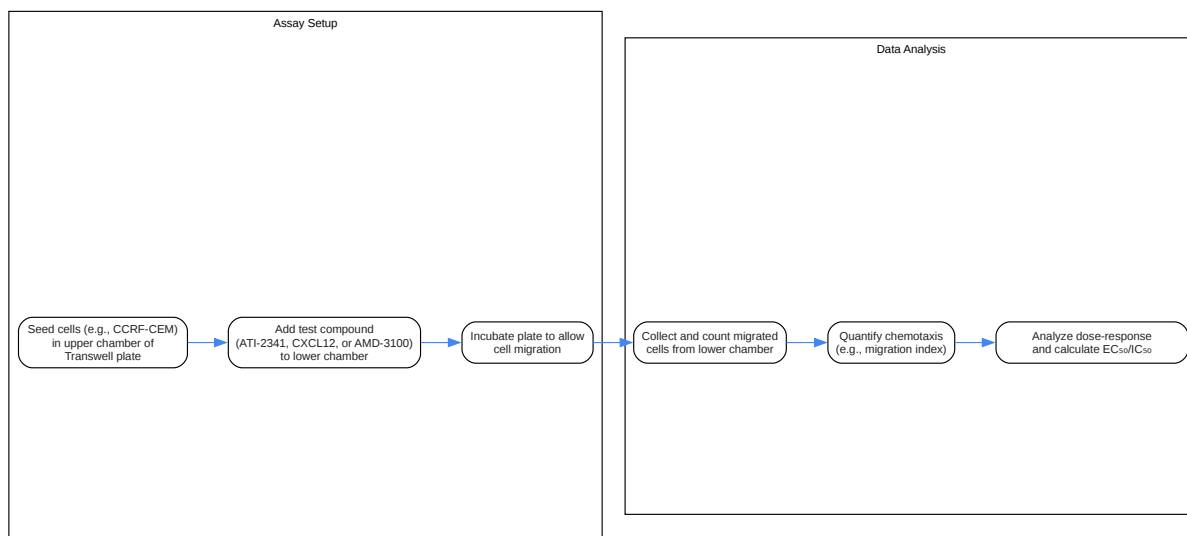 Assay Setup
Seed cells (e.g., CCRF-CEM)
in upper chamber of
Transwell plate
Add test compound
(ATI-2341, CXCL12, or AMD-3100)
to lower chamber
Incubate plate to allow
cell migration
Data Analysis
Collect and count migrated
cells from lower chamber
Quantify chemotaxis
(e.g., migration index)
Analyze dose-response
and calculate EC₅₀/IC₅₀